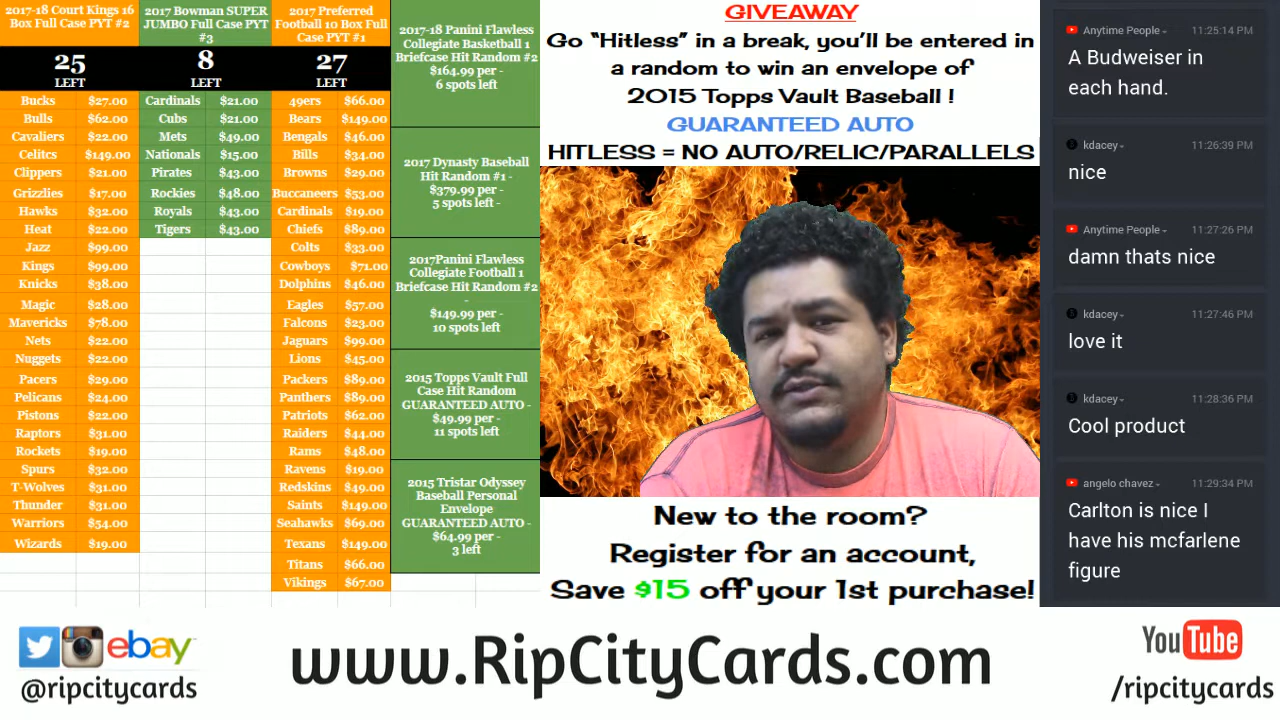 2017-18 Court Kings 16
Box Full Case PYT #2
25
LEFT
Bucks $27.00
Bulls $62.00
Cavaliers $22.00
Celitcs $149.00
Clippers $21.00
Grizzlies $17.00
Hawks $32.00
Heat $22.00
Jazz $99.00
Kings $99.00
Knicks $38.00
Magic $28.00
Mavericks $78.00
Nets $22.00
Nuggets $22.00
Pacers $29.00
Pelicans $24.00
Pistons $22.00
Raptors $31.00
Rockets $19.00
Spurs $32.00
T-Wolves $31.00
Thunder $31.00
Warriors $54.00
Wizards $19.00
2017 Bowman SUPER
JUMBO Full Case PYT
#3
8
LEFT
Cardinals $21.00
Cubs $21.00
Mets $49.00
Nationals $15.00
Pirates $43.00
Rockies $48.00
Royals $43.00
Tigers $43.00
2017 Preferred
Football 10 Box Full
Case PYT #1
27
LEFT
49ers $66.00
Bears $149.00
Bengals $46.00
Bills $34.00
Browns $29.00
Buccaneers $53.00
Cardinals $19.00
Chiefs $89.00
Colts $33.00
Cowboys $71.00
Dolphins $46.00
Eagles $57.00
Falcons $23.00
Jaguars $99.00
Lions $45.00
Packers $89.00
Panthers $89.00
Patriots $62.00
Raiders $44.00
Rams $48.00
Ravens $19.00
Redskins $49.00
Saints $149.00
Seahawks $69.00
Texans $149.00
Titans $66.00
Vikings $67.00
2017-18 Panini Flawless
Collegiate Basketball 1
Briefcase Hit Random #2
$164.99 per -
6 spots left
2017 Dynasty Baseball
Hit Random #1 -
$379.99 per -
5 spots left -
2017Panini Flawless
Collegiate Football 1
Briefcase Hit Random #2
-
$149.99 per -
10 spots left
2015 Topps Vault Full
Case Hit Random
GUARANTEED AUTO -
$49.99 per -
11 spots left
2015 Tristar Odyssey
Baseball Personal
Envelope
GUARANTEED AUTO -
$64.99 per -
3 left
GIVEAWAY
Go "Hitless" in a break, you'll be entered in
a random to win an envelope of
2015 Topps Vault Baseball !
GUARANTEED AUTO
HITLESS = NO AUTO/RELIC/PARALLELS
New to the room?
Register for an account,
Save $15 off your 1st purchase!
Anytime People 11:25:14 PM
A Budweiser in
each hand.
kdacey 11:26:39 PM
nice
Anytime People 11:27:26 PM
damn thats nice
kdacey 11:27:46 PM
love it
kdacey 11:28:36 PM
Cool product
angelo chavez 11:29:34 PM
Carlton is nice I
have his mcfarlene
figure
ebay
@ripcitycards
www.RipCityCards.com
YouTube
/ripcitycards